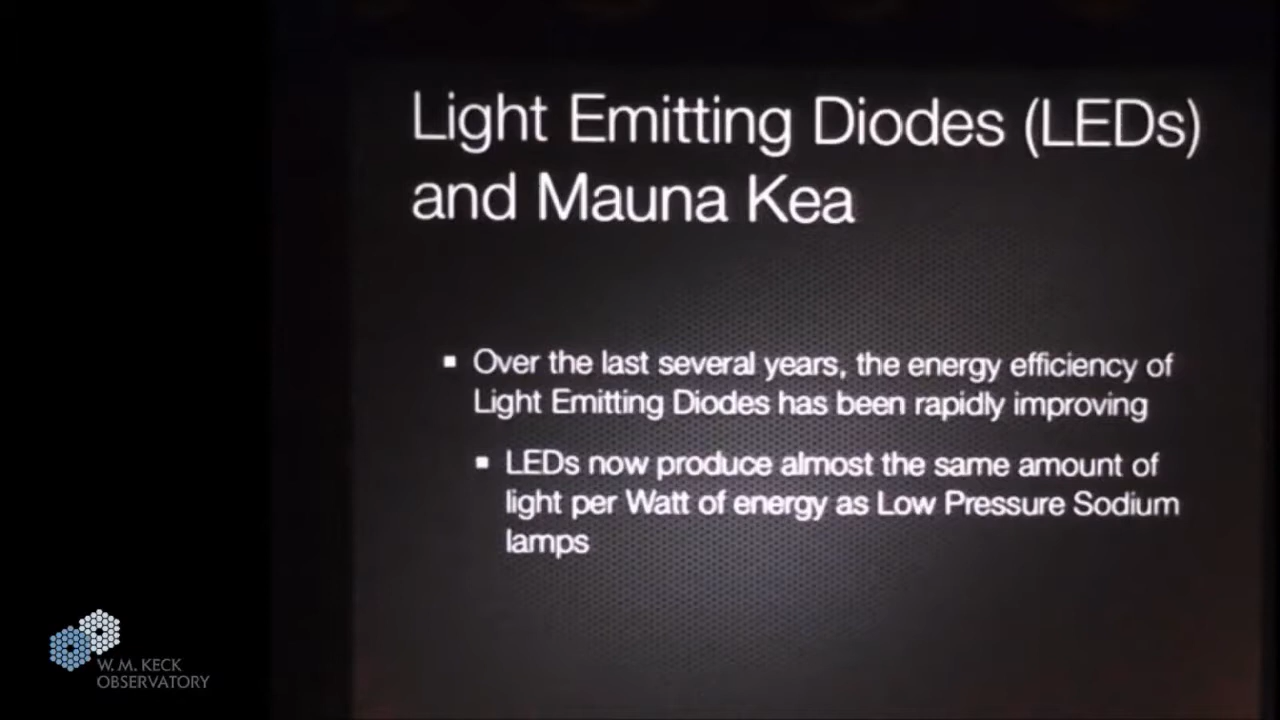 Light Emitting Diodes (LEDs)
and Mauna Kea
▪ Over the last several years, the energy efficiency of
Light Emitting Diodes has been rapidly improving
▪ LEDs now produce almost the same amount of
light per Watt of energy as Low Pressure Sodium
lamps
W. M. KECK
OBSERVATORY